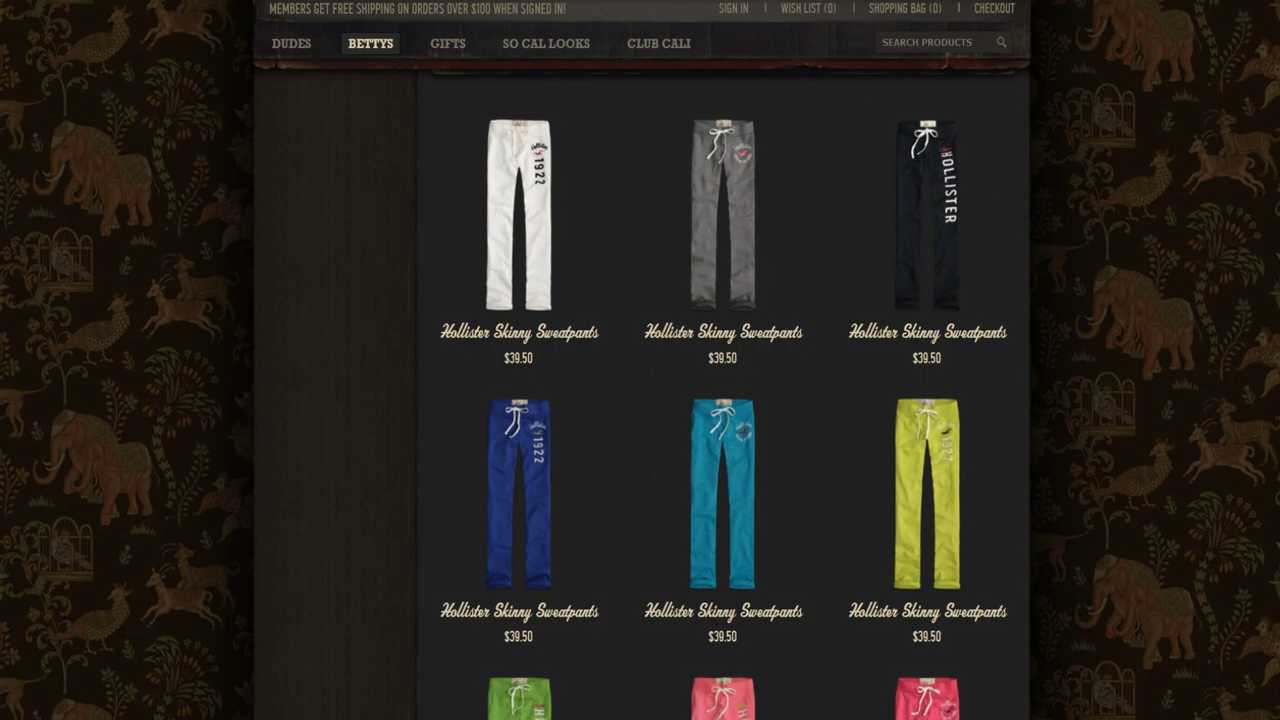 MEMBERS GET FREE SHIPPING ON ORDERS OVER $100 WHEN SIGNED IN!
SIGN IN | WISH LIST (0) | SHOPPING BAG (0) | CHECKOUT
DUDES BETTYS GIFTS SO CAL LOOKS CLUB CALI SEARCH PRODUCTS
Hollister 1922
HOLLISTER
Hollister Skinny Sweatpants Hollister Skinny Sweatpants Hollister Skinny Sweatpants
$39.50 $39.50 $39.50
Hollister 1922
1922
Hollister Skinny Sweatpants Hollister Skinny Sweatpants Hollister Skinny Sweatpants
$39.50 $39.50 $39.50